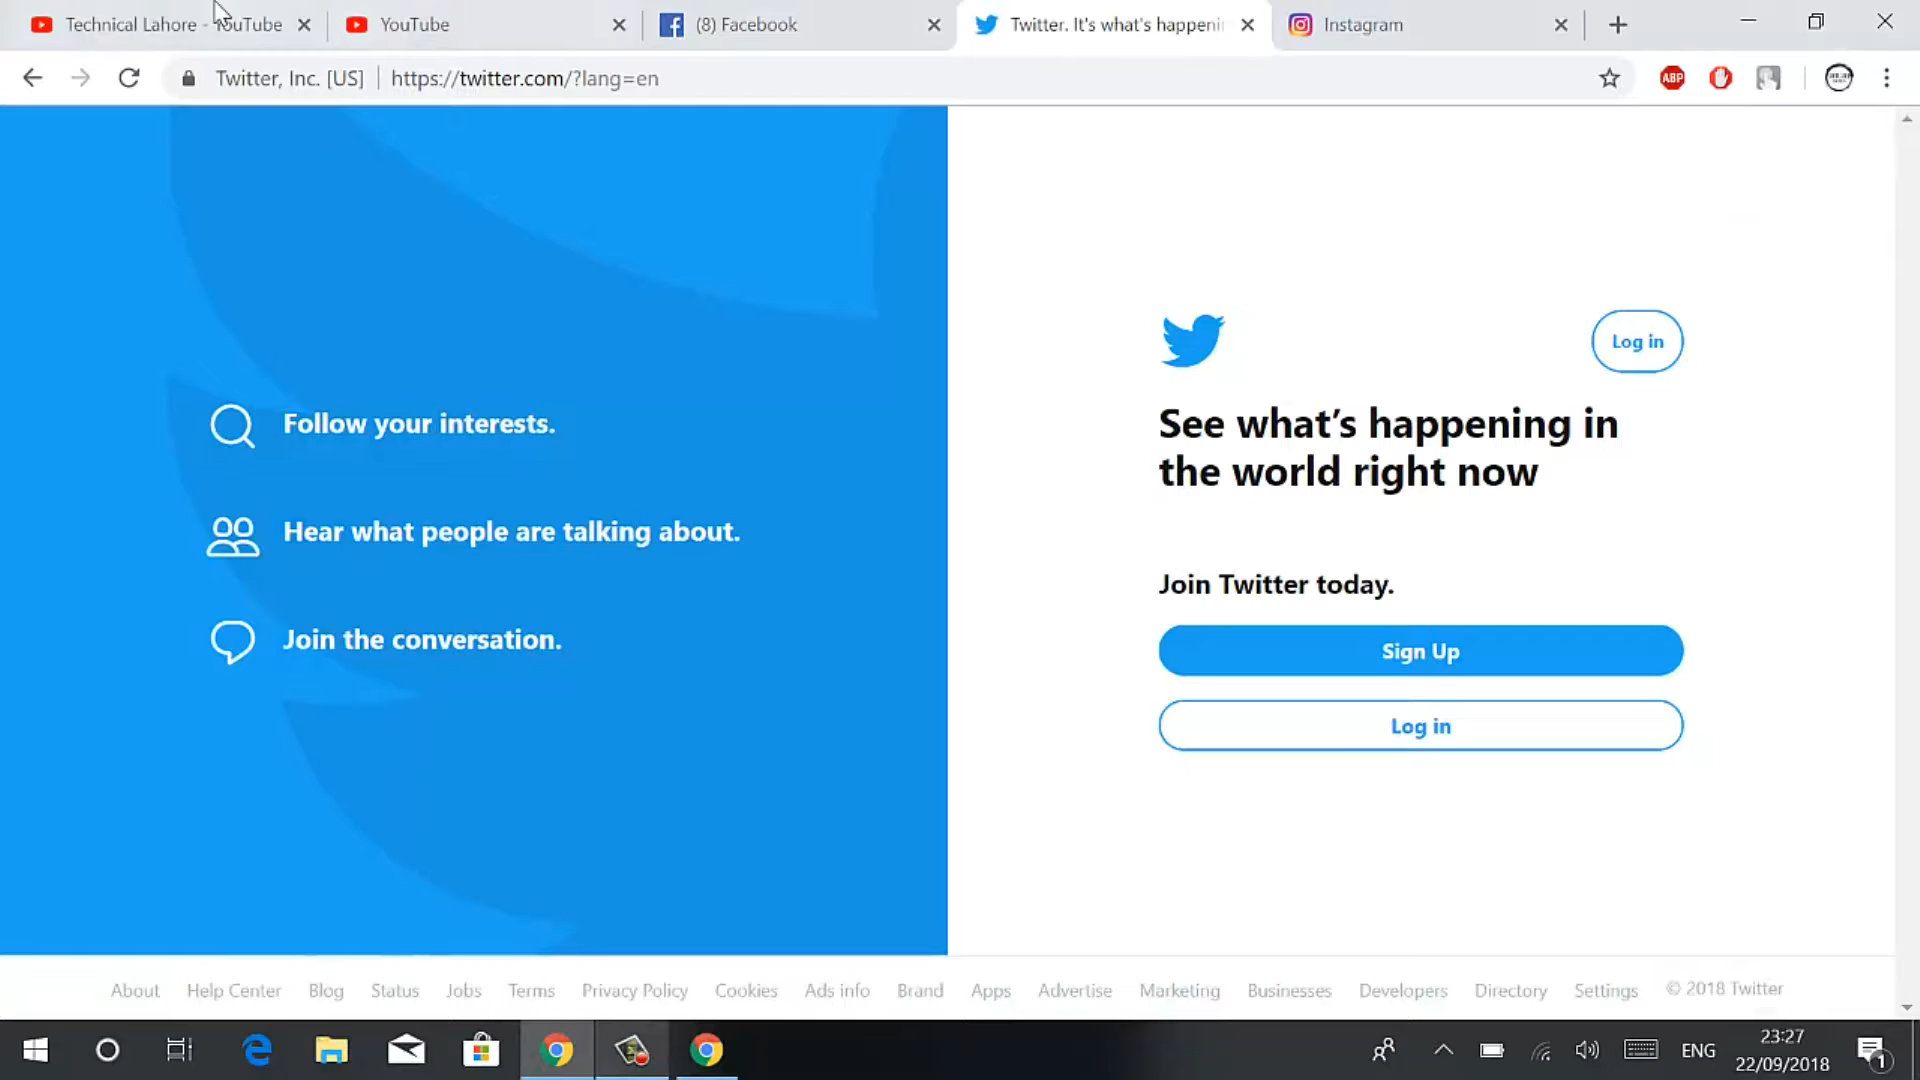 Technical Lahore - YouTube
YouTube
(8) Facebook
Twitter. It's what's happenin
Instagram
Twitter, Inc. [US]
https://twitter.com/?lang=en
ABP
Follow your interests.
Hear what people are talking about.
Join the conversation.
Log in
See what’s happening in
the world right now
Join Twitter today.
Sign Up
Log in
About Help Center Blog Status Jobs Terms Privacy Policy Cookies Ads info Brand Apps Advertise Marketing Businesses Developers Directory Settings © 2018 Twitter
ENG
23:27
22/09/2018
1